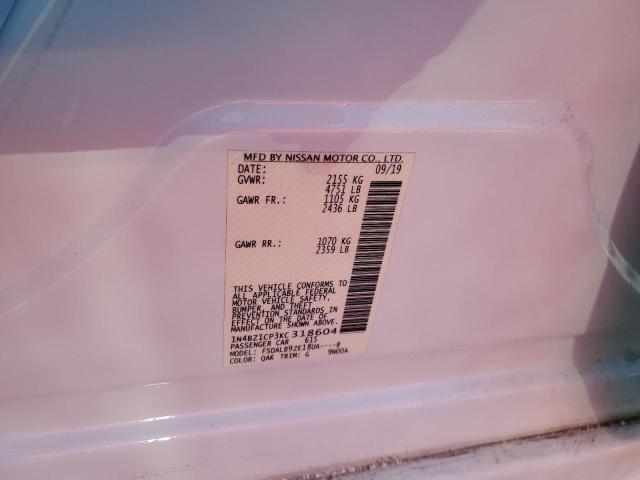 MFD BY NISSAN MOTOR CO., LTD.
DATE: 09/19
GVWR: 2155 KG
4751 LB
GAWR FR.: 1105 KG
2436 LB
GAWR RR.: 1070 KG
2359 LB
THIS VEHICLE CONFORMS TO
ALL APPLICABLE FEDERAL
MOTOR VEHICLE SAFETY,
BUMPER, AND THEFT
PREVENTION STANDARDS IN
EFFECT ON THE DATE OF
MANUFACTURE SHOWN ABOVE.
1N4BZ1CP3KC318604
PASSENGER CAR 615
MODEL: FSDALB9ZE18UA----B
COLOR: QAK TRIM: G 9N00A